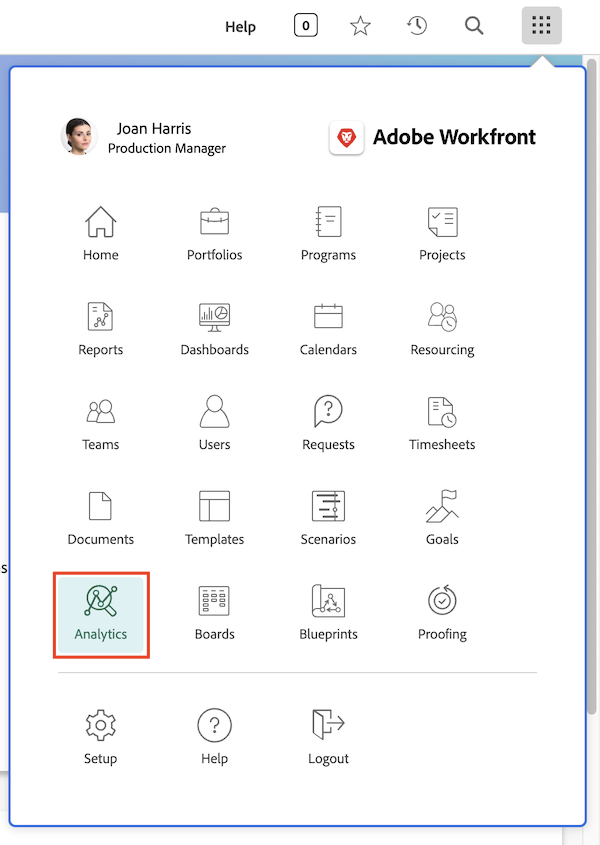 Help 0
Joan Harris
Production Manager
Adobe Workfront
Home Portfolios Programs Projects
Reports Dashboards Calendars Resourcing
Teams Users Requests Timesheets
Documents Templates Scenarios Goals
s
Analytics Boards Blueprints Proofing
Setup Help Logout